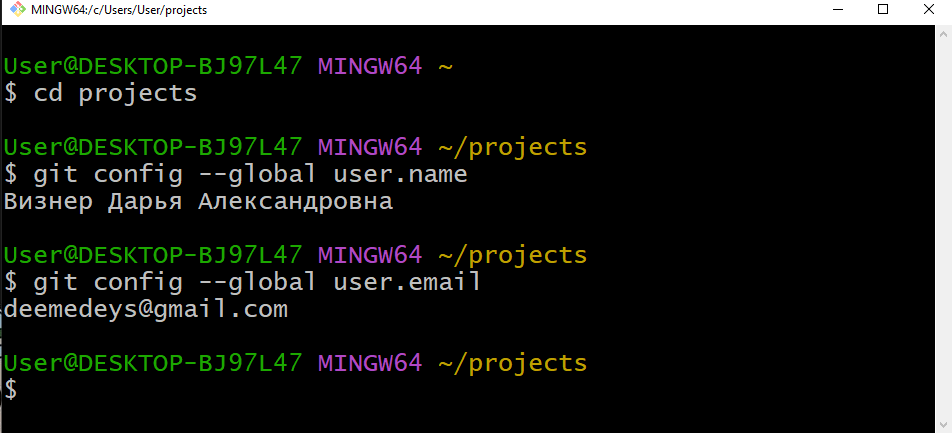 MINGW64:/c/Users/User/projects
User@DESKTOP-BJ97L47 MINGW64 ~
$ cd projects
User@DESKTOP-BJ97L47 MINGW64 ~/projects
$ git config --global user.name
Визнер Дарья Александровна
User@DESKTOP-BJ97L47 MINGW64 ~/projects
$ git config --global user.email
deemedeys@gmail.com
User@DESKTOP-BJ97L47 MINGW64 ~/projects
$